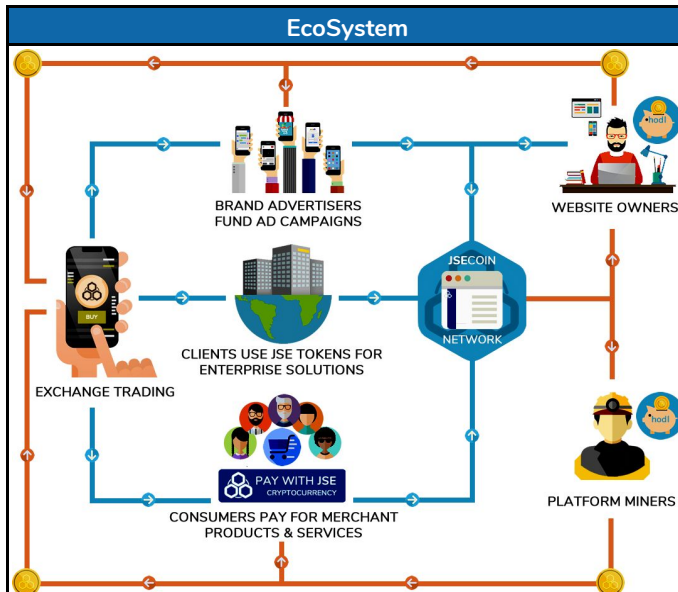 EcoSystem
hodl
BRAND ADVERTISERS
FUND AD CAMPAIGNS
WEBSITE OWNERS
JSECOIN
NETWORK
BUY
CLIENTS USE JSE TOKENS FOR
ENTERPRISE SOLUTIONS
EXCHANGE TRADING
hodl
PAY WITH JSE
CRYPTOCURRENCY
PLATFORM MINERS
CONSUMERS PAY FOR MERCHANT
PRODUCTS & SERVICES